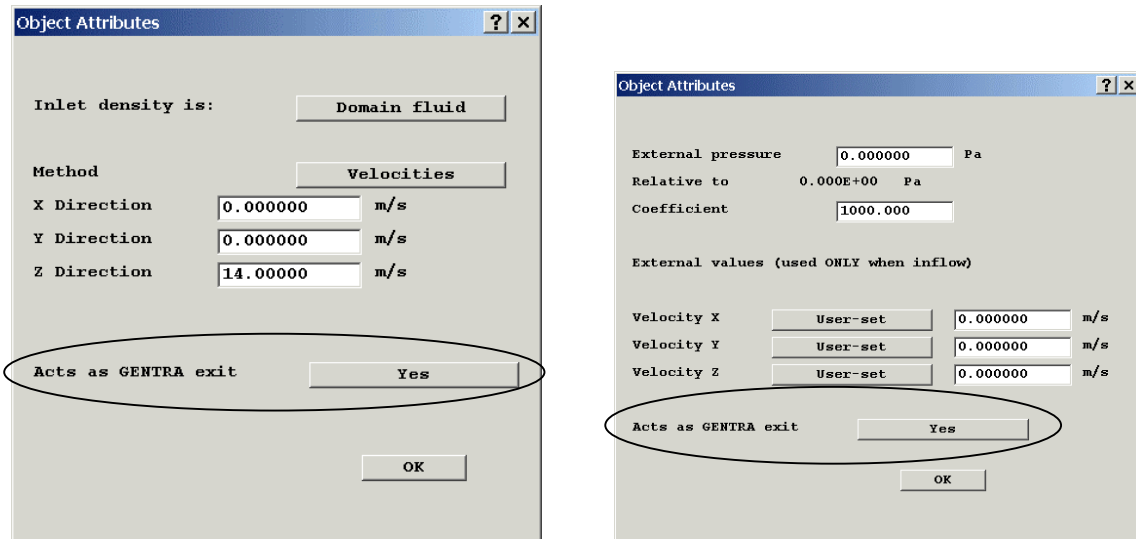 Object Attributes
Inlet density is: Domain fluid
Method Velocities
X Direction 0.000000 m/s
Y Direction 0.000000 m/s
Z Direction 14.00000 m/s
Acts as GENTRA exit Yes
OK
Object Attributes
External pressure 0.000000 Pa
Relative to 0.000E+00 Pa
Coefficient 1000.000
External values (used ONLY when inflow)
Velocity X User-set 0.000000 m/s
Velocity Y User-set 0.000000 m/s
Velocity Z User-set 0.000000 m/s
Acts as GENTRA exit Yes
OK